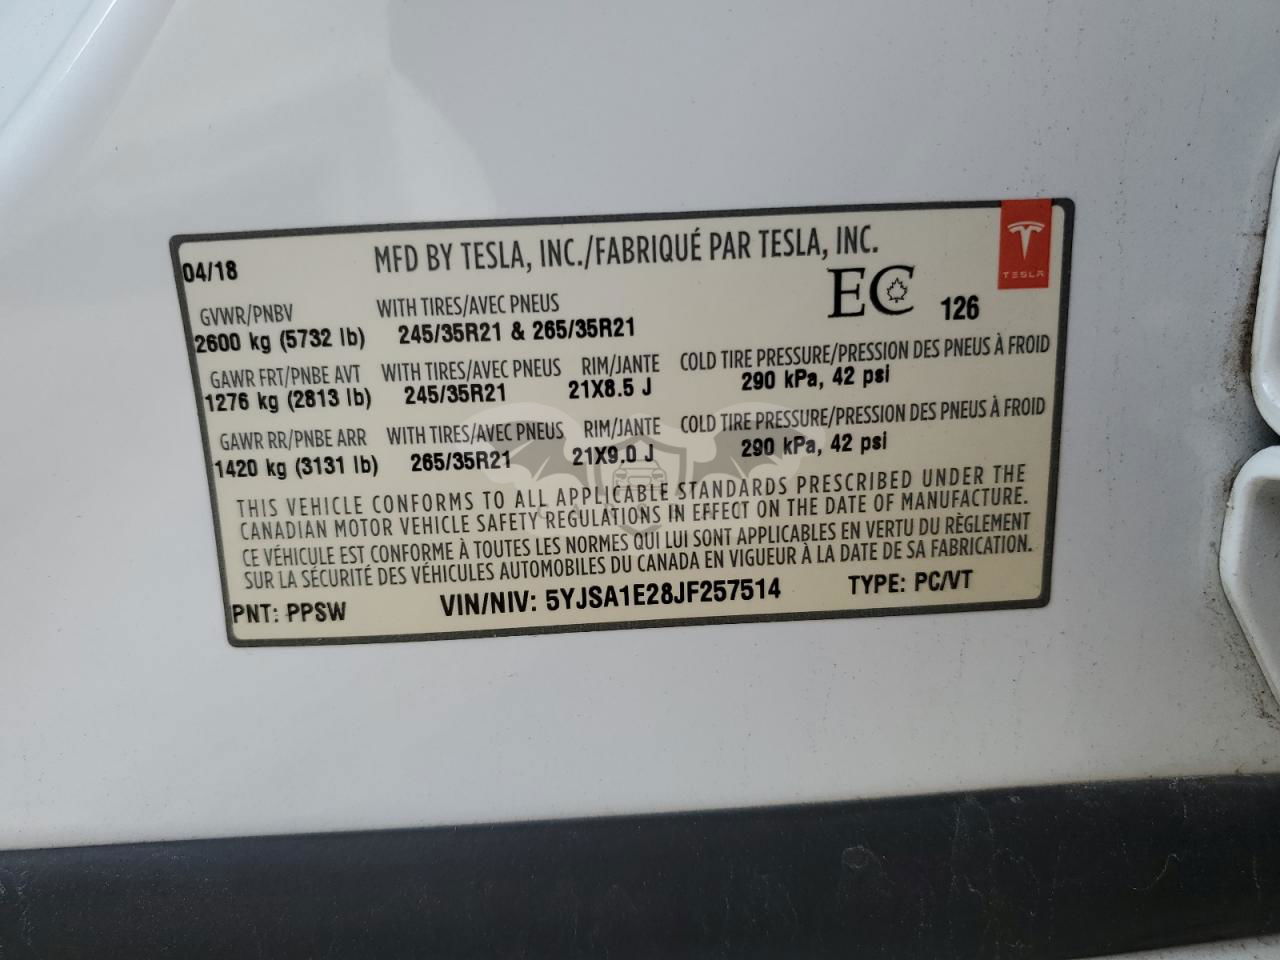 04/18 MFD BY TESLA, INC./FABRIQUÉ PAR TESLA, INC.
TESLA
GVWR/PNBV WITH TIRES/AVEC PNEUS EC 126
2600 kg (5732 lb) 245/35R21 & 265/35R21
GAWR FRT/PNBE AVT WITH TIRES/AVEC PNEUS RIM/JANTE COLD TIRE PRESSURE/PRESSION DES PNEUS À FROID
1276 kg (2813 lb) 245/35R21 21X8.5 J 290 kPa, 42 psi
GAWR RR/PNBE ARR WITH TIRES/AVEC PNEUS RIM/JANTE COLD TIRE PRESSURE/PRESSION DES PNEUS À FROID
1420 kg (3131 lb) 265/35R21 21X9.0 J 290 kPa, 42 psi
THIS VEHICLE CONFORMS TO ALL APPLICABLE STANDARDS PRESCRIBED UNDER THE
CANADIAN MOTOR VEHICLE SAFETY REGULATIONS IN EFFECT ON THE DATE OF MANUFACTURE.
CE VÉHICULE EST CONFORME À TOUTES LES NORMES QUI LUI SONT APPLICABLES EN VERTU DU RÈGLEMENT
SUR LA SÉCURITÉ DES VÉHICULES AUTOMOBILES DU CANADA EN VIGUEUR À LA DATE DE SA FABRICATION.
PNT: PPSW VIN/NIV: 5YJSA1E28JF257514 TYPE: PC/VT